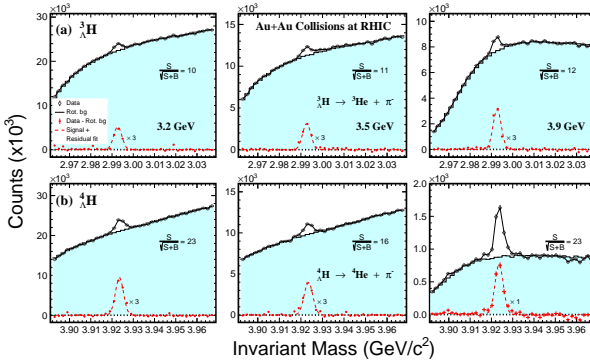 ×10³ ×10³ ×10³
(a) ³ΛH Au+Au Collisions at RHIC
30
20
10
0
15
10
5
0
10
5
0
S/√S+B = 10
S/√S+B = 11
S/√S+B = 12
Data
Rot. bg
Data - Rot. bg
Signal +
Residual fit
³ΛH → ³He + π⁻
×3 ×3 ×3
3.2 GeV 3.5 GeV 3.9 GeV
2.97 2.98 2.99 3.00 3.01 3.02 3.03
2.97 2.98 2.99 3.00 3.01 3.02 3.03
2.97 2.98 2.99 3.00 3.01 3.02 3.03
Counts (x10³)
×10³ ×10³ ×10³
(b) ⁴ΛH
30
20
10
0
15
10
5
0
2.0
1.5
1.0
0.5
0.0
S/√S+B = 23
S/√S+B = 16
S/√S+B = 23
⁴ΛH → ⁴He + π⁻
×3 ×3 ×1
3.90 3.91 3.92 3.93 3.94 3.95 3.96
3.90 3.91 3.92 3.93 3.94 3.95 3.96
3.90 3.91 3.92 3.93 3.94 3.95 3.96
Invariant Mass (GeV/c²)